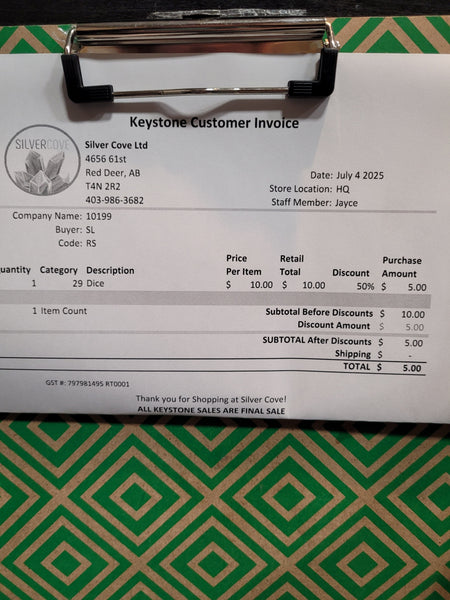 Keystone Customer Invoice
SILVERCOVE
Silver Cove Ltd
4656 61st
Red Deer, AB
T4N 2R2
403-986-3682
Date: July 4 2025
Store Location: HQ
Staff Member: Jayce
Company Name: 10199
Buyer: SL
Code: RS
uantity Category Description Price Per Item Retail Total Discount Purchase Amount
1 29 Dice $ 10.00 $ 10.00 50% $ 5.00
1 Item Count
Subtotal Before Discounts $ 10.00
Discount Amount $ 5.00
SUBTOTAL After Discounts $ 5.00
Shipping $ -
TOTAL $ 5.00
GST #: 797981495 RT0001
Thank you for Shopping at Silver Cove!
ALL KEYSTONE SALES ARE FINAL SALE